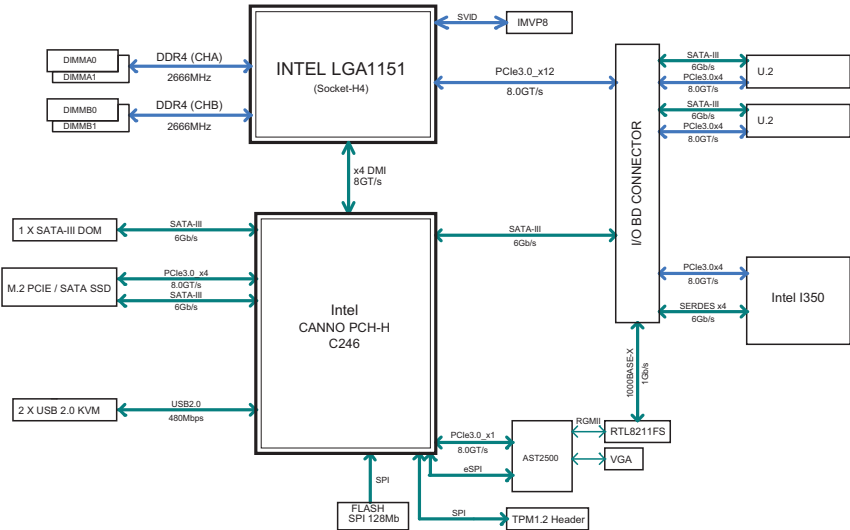 SVID
IMVP8
INTEL LGA1151
(Socket-H4)
DIMMA0
DIMMA1
DDR4 (CHA)
2666MHz
DIMMB0
DIMMB1
DDR4 (CHB)
2666MHz
PCIe3.0_x12
8.0GT/s
SATA-III
6Gb/s
PCIe3.0x4
8.0GT/s
U.2
SATA-III
6Gb/s
PCIe3.0x4
8.0GT/s
U.2
I/O BD CONNECTOR
x4 DMI
8GT/s
1 X SATA-III DOM
SATA-III
6Gb/s
SATA-III
6Gb/s
M.2 PCIE / SATA SSD
PCIe3.0_x4
8.0GT/s
SATA-III
6Gb/s
Intel
CANNO PCH-H
C246
PCIe3.0x4
8.0GT/s
SERDES x4
6Gb/s
Intel I350
1000BASE-X
1Gb/s
2 X USB 2.0 KVM
USB2.0
480Mbps
PCIe3.0_x1
8.0GT/s
eSPI
AST2500
RGMII
RTL8211FS
VGA
SPI
FLASH
SPI 128Mb
SPI
TPM1.2 Header